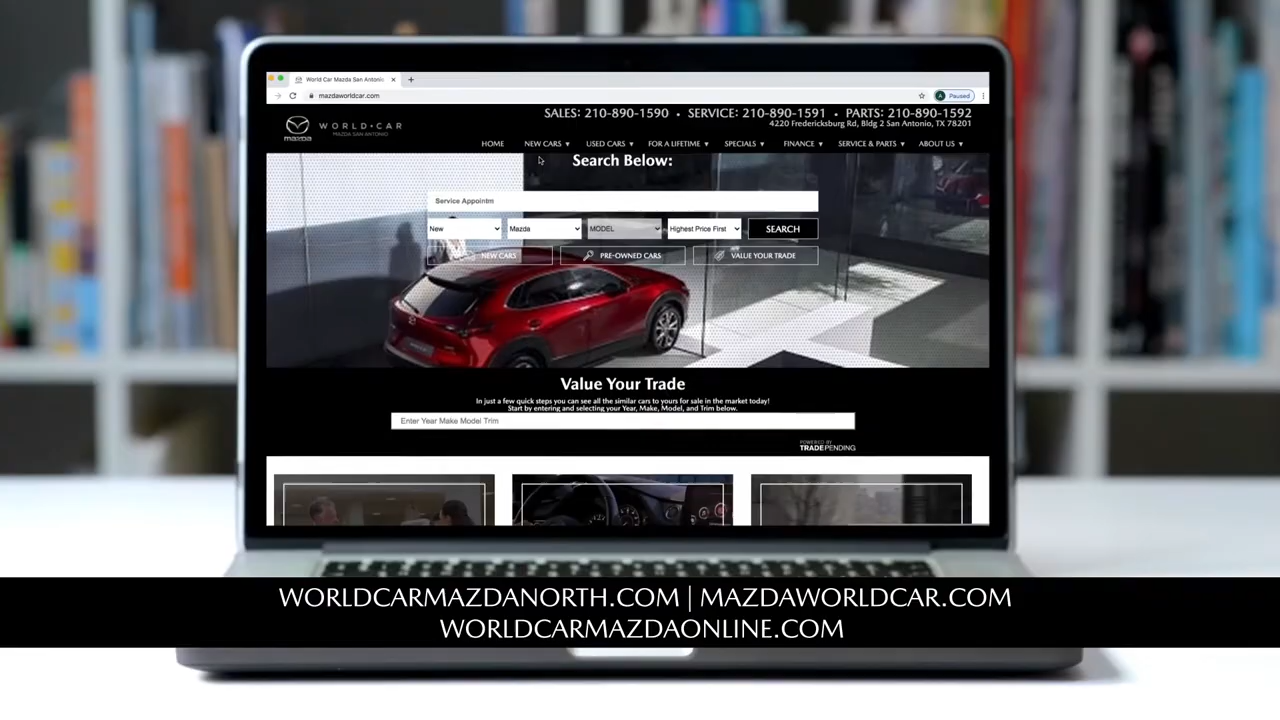 World Car Mazda San Antonio
mazdaworldcar.com
Paused
SALES: 210-890-1590 • SERVICE: 210-890-1591 • PARTS: 210-890-1592
4220 Fredericksburg Rd, Bldg 2 San Antonio, TX 78201
mazda
WORLD•CAR
MAZDA SAN ANTONIO
HOME NEW CARS USED CARS FOR A LIFETIME SPECIALS FINANCE SERVICE & PARTS ABOUT US
Search Below:
Service Appointm
New Mazda MODEL Highest Price First SEARCH
NEW CARS PRE-OWNED CARS VALUE YOUR TRADE
Value Your Trade
In just a few quick steps you can see all the similar cars to yours for sale in the market today!
Start by entering and selecting your Year, Make, Model, and Trim below.
Enter Year Make Model Trim
POWERED BY
TRADEPENDING
WORLDCARMAZDANORTH.COM | MAZDAWORLDCAR.COM
WORLDCARMAZDAONLINE.COM